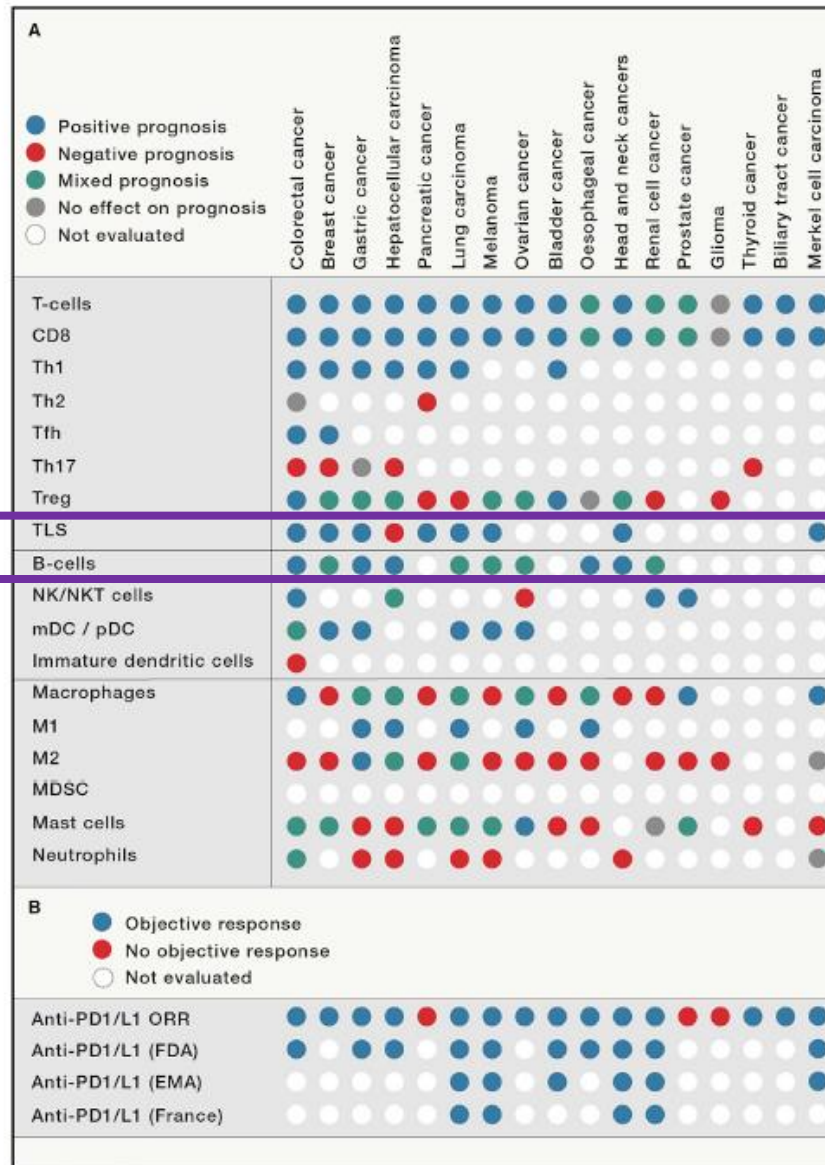 A
Positive prognosis
Negative prognosis
Mixed prognosis
No effect on prognosis
Not evaluated
Colorectal cancer
Breast cancer
Gastric cancer
Hepatocellular carcinoma
Pancreatic cancer
Lung carcinoma
Melanoma
Ovarian cancer
Bladder cancer
Oesophageal cancer
Head and neck cancers
Renal cell cancer
Prostate cancer
Glioma
Thyroid cancer
Biliary tract cancer
Merkel cell carcinoma
T-cells
CD8
Th1
Th2
Tfh
Th17
Treg
TLS
B-cells
NK/NKT cells
mDC / pDC
Immature dendritic cells
Macrophages
M1
M2
MDSC
Mast cells
Neutrophils
B
Objective response
No objective response
Not evaluated
Anti-PD1/L1 ORR
Anti-PD1/L1 (FDA)
Anti-PD1/L1 (EMA)
Anti-PD1/L1 (France)